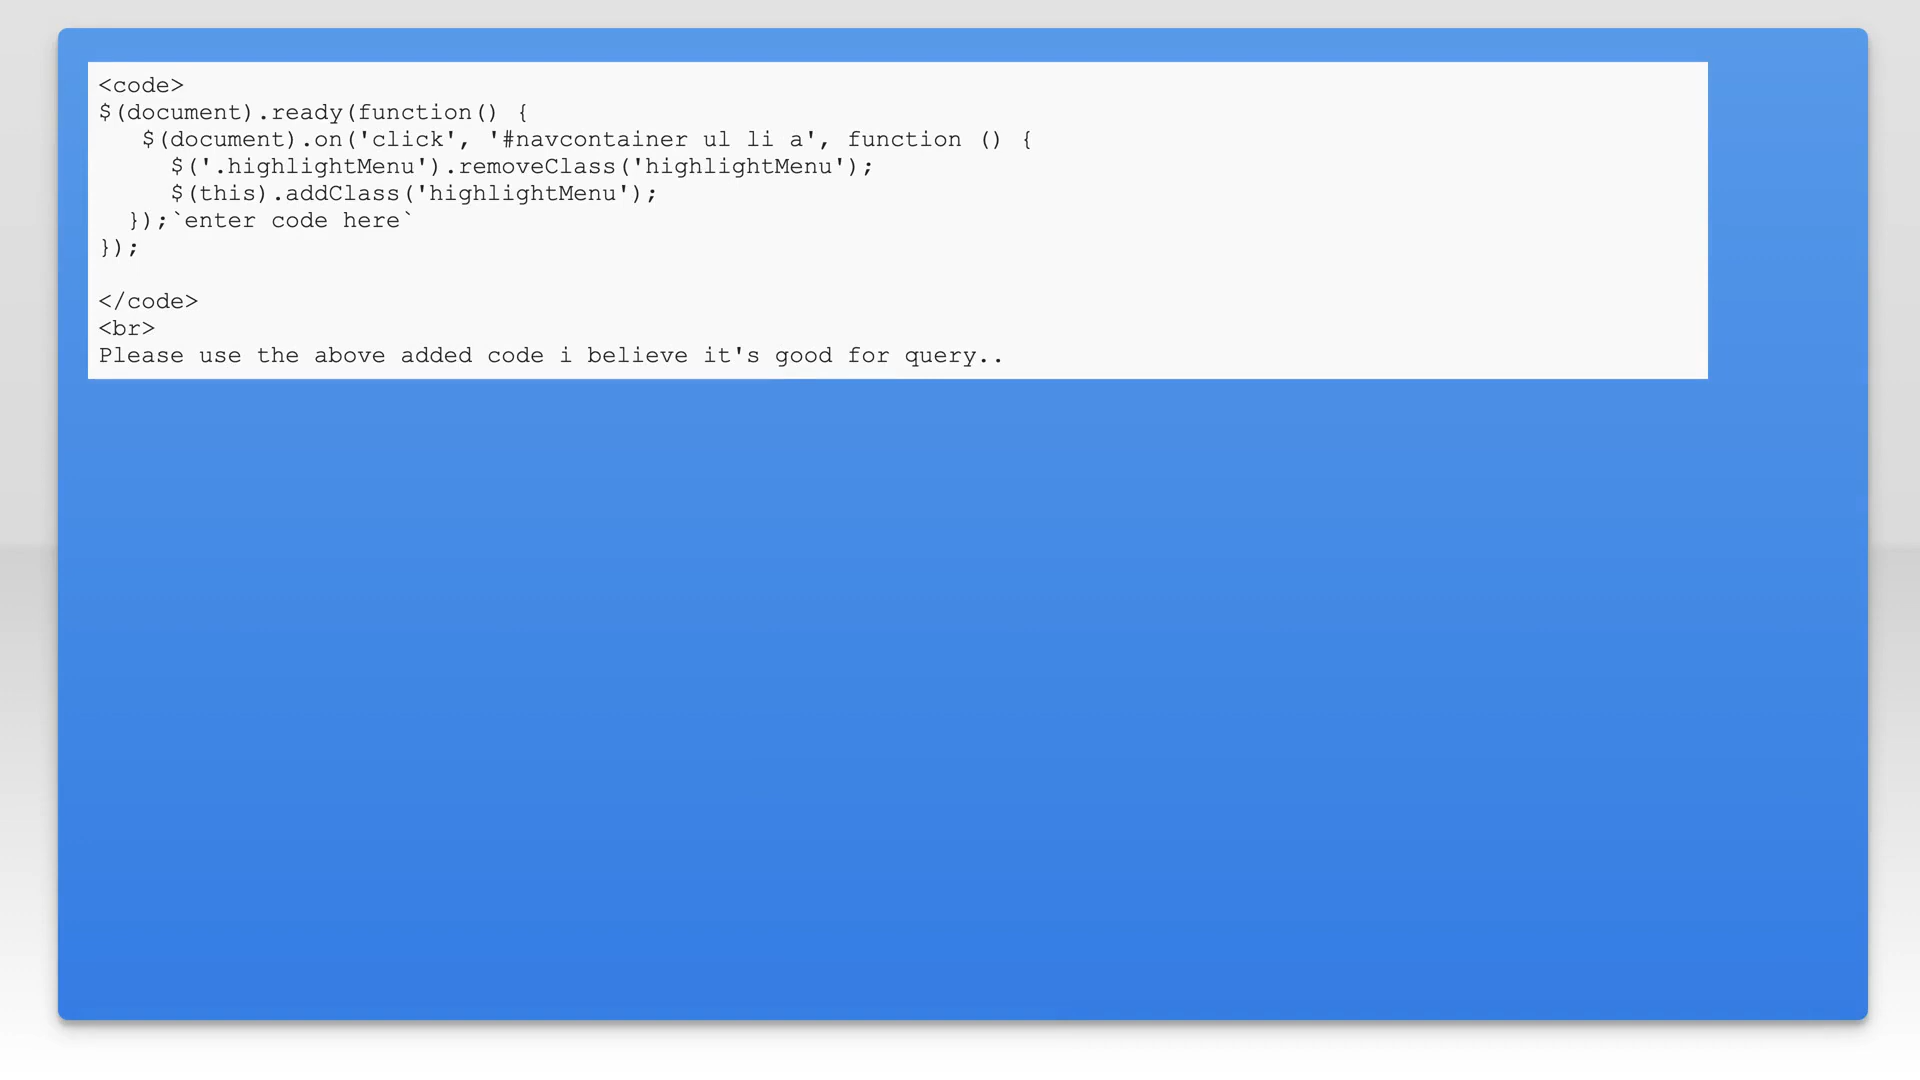 <code>
$(document).ready(function() {
   $(document).on('click', '#navcontainer ul li a', function () {
     $('.highlightMenu').removeClass('highlightMenu');
     $(this).addClass('highlightMenu');
  });`enter code here`
});

</code>
<br>
Please use the above added code i believe it's good for query..